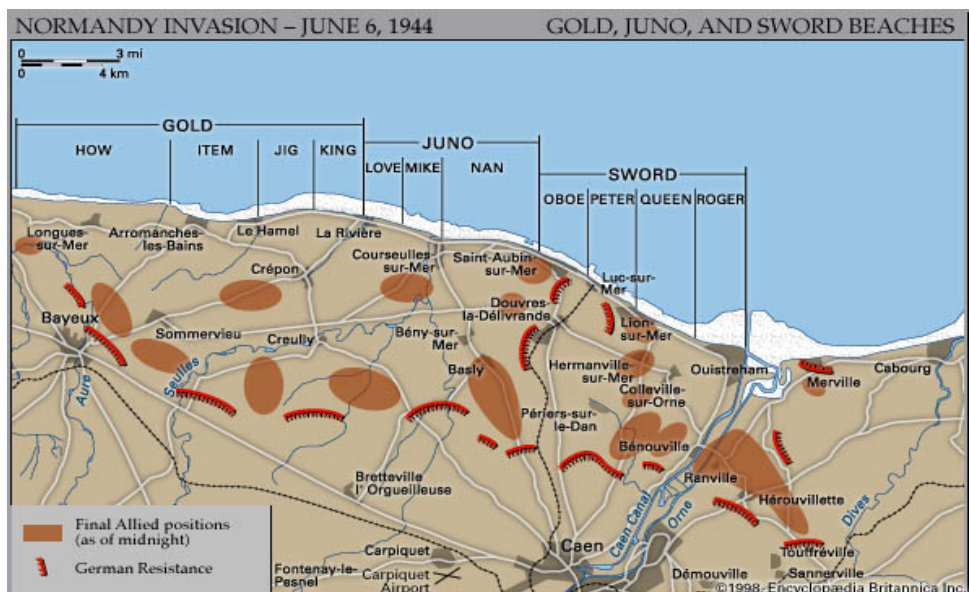 NORMANDY INVASION – JUNE 6, 1944
GOLD, JUNO, AND SWORD BEACHES
0 3 mi
0 4 km
GOLD
JUNO
SWORD
HOW
ITEM
JIG
KING
LOVE
MIKE
NAN
OBOE
PETER
QUEEN
ROGER
Longues-
sur-Mer
Arromanches-
les-Bains
Le Hamel
La Rivière
Crépon
Courseulles-
sur-Mer
Saint-Aubin-
sur-Mer
Luc-sur-
Mer
Douvres-
la-Délivrande
Lion-
sur-Mer
Bayeux
Sommervieu
Creully
Bény-sur-
Mer
Basly
Hermanville-
sur-Mer
Ouistreham
Merville
Cabourg
Colleville-
sur-Orne
Seulles
Aure
Périers-sur-
le-Dan
Bénouville
Ranville
Hérouvillette
Bretteville
l'Orgueilleuse
Caen Canal
Orne
Dives
Touffréville
Sannerville
Démouville
Caen
Carpiquet
Carpiquet
Airport
Fontenay-le-
Pesnel
Final Allied positions
(as of midnight)
German Resistance
©1998, Encyclopædia Britannica Inc.